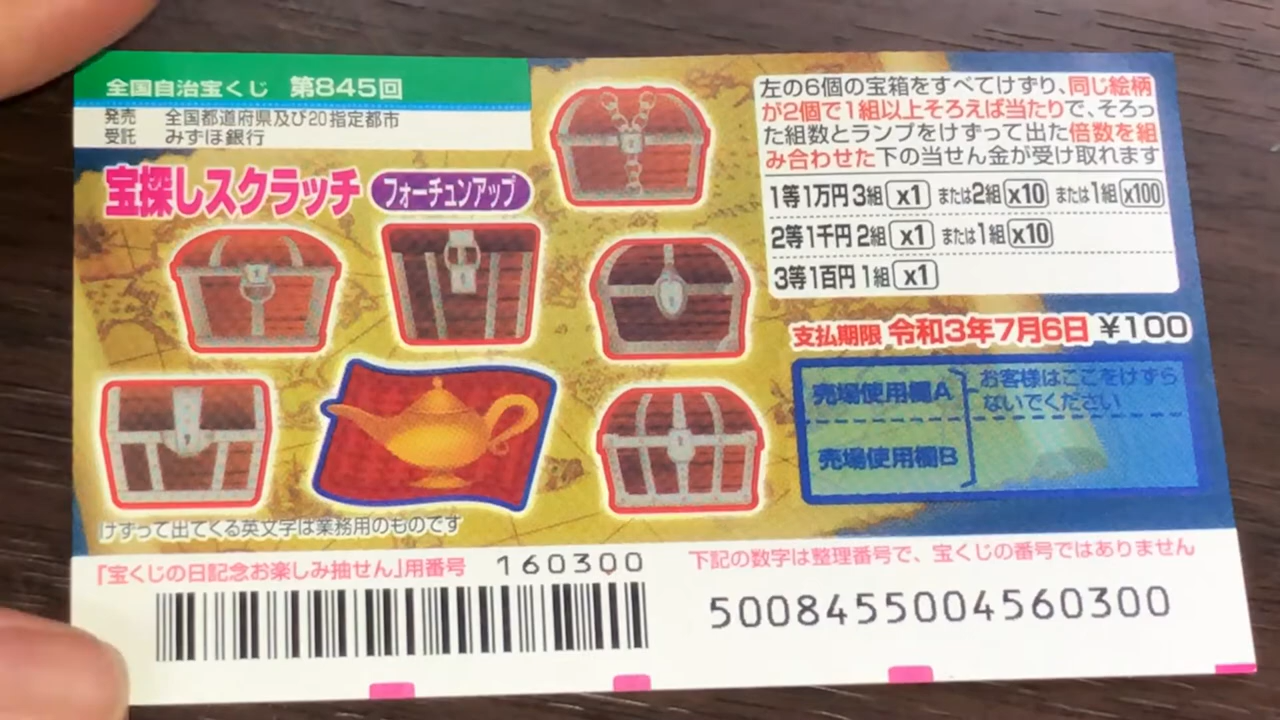 全国自治宝くじ 第845回
発売 全国都道府県及び20指定都市
受託 みずほ銀行
宝探しスクラッチ フォーチュンアップ
左の6個の宝箱をすべてけずり、同じ絵柄
が2個で1組以上そろえば当たりで、そろっ
た組数とランプをけずって出た倍数を組
み合わせた下の当せん金が受け取れます
1等1万円 3組 x1 または2組 x10 または1組 x100
2等1千円 2組 x1 または1組 x10
3等1百円 1組 x1
支払期限 令和3年7月6日 ¥100
売場使用欄A
お客様はここをけずら
ないでください
売場使用欄B
けずって出てくる英文字は業務用のものです
「宝くじの日記念お楽しみ抽せん」用番号 160300
下記の数字は整理番号で、宝くじの番号ではありません
5008455004560300